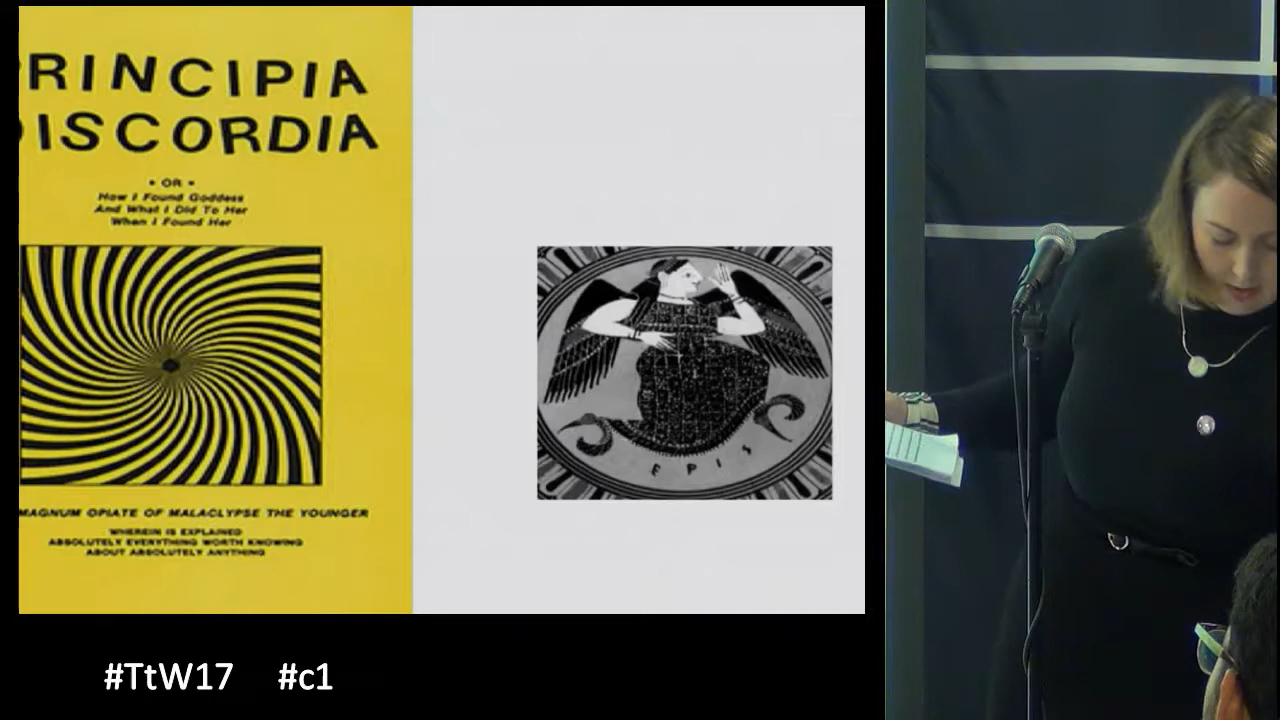 RINCIPIA
ISCORDIA
• OR •
How I Found Goddess
And What I Did To Her
When I Found Her
MAGNUM OPIATE OF MALACLYPSE THE YOUNGER
WHEREIN IS EXPLAINED
ABSOLUTELY EVERYTHING WORTH KNOWING
ABOUT ABSOLUTELY ANYTHING
ΕΡΙΣ
#TtW17 #c1